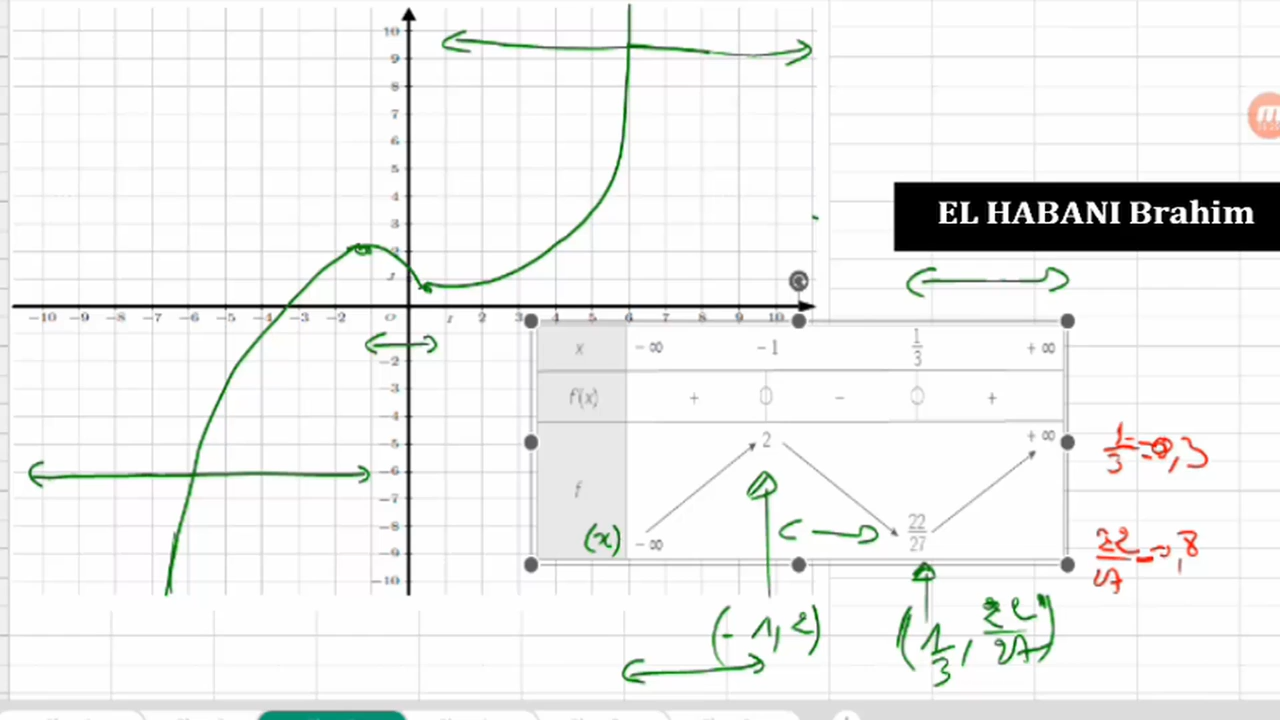 10
9
8
7
6
5
4
3
2
1
-10 -9 -8 -7 -6 -5 -4 -3 -2 O 1 2 3 4 5 6 7 8 9 10
-2
-3
-4
-5
-6
-7
-8
-9
-10
EL HABANI Brahim
x -∞ -1 1/3 +∞
f'(x) + 0 - 0 +
f 2 +∞
(x) -∞ 22/27
1/3 = 0,3
22/27 = 0,8
(-1, 2)
(1/3, 22/27)